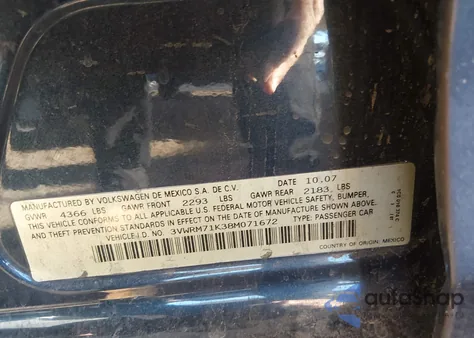 MANUFACTURED BY VOLKSWAGEN DE MEXICO S.A. DE C.V. DATE 10.07
GVWR 4366 LBS GAWR FRONT 2293 LBS GAWR REAR 2183, LBS
THIS VEHICLE CONFORMS TO ALL APPLICABLE U.S. FEDERAL MOTOR VEHICLE SAFETY, BUMPER,
AND THEFT PREVENTION STANDARDS IN EFFECT ON THE DATE OF MANUFACTURE SHOWN ABOVE.
VEHICLE-I.D. NO. 3VWRM71K38M071672 TYPE: PASSENGER CAR
COUNTRY OF ORIGIN: MEXICO
autosnap